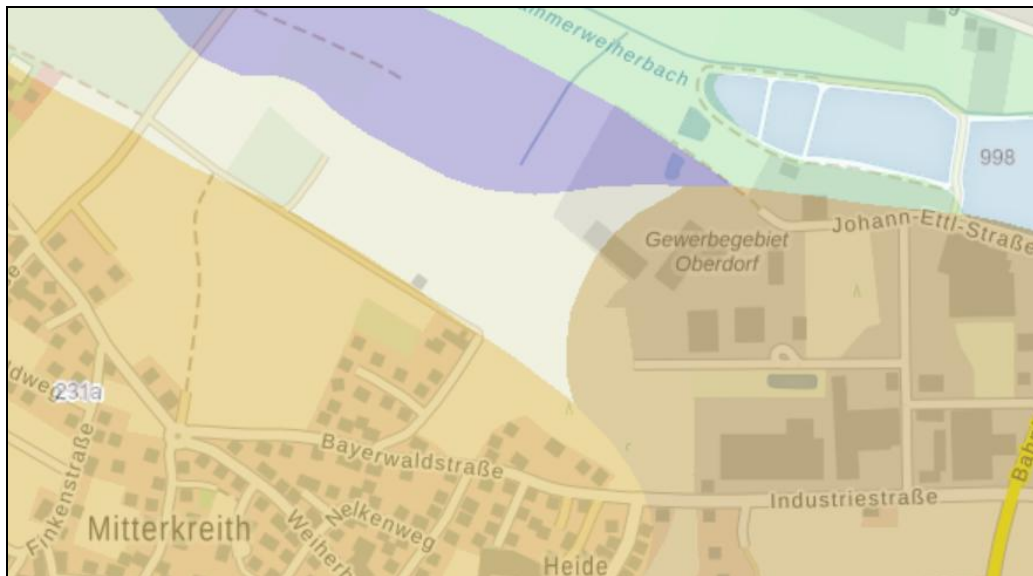 998
Johann-Ettl-Straße
Gewerbegebiet
Oberdorf
231a
Bayerwaldstraße
Finkenstraße
Nelkenweg
Industriestraße
Mitterkreith
Heide